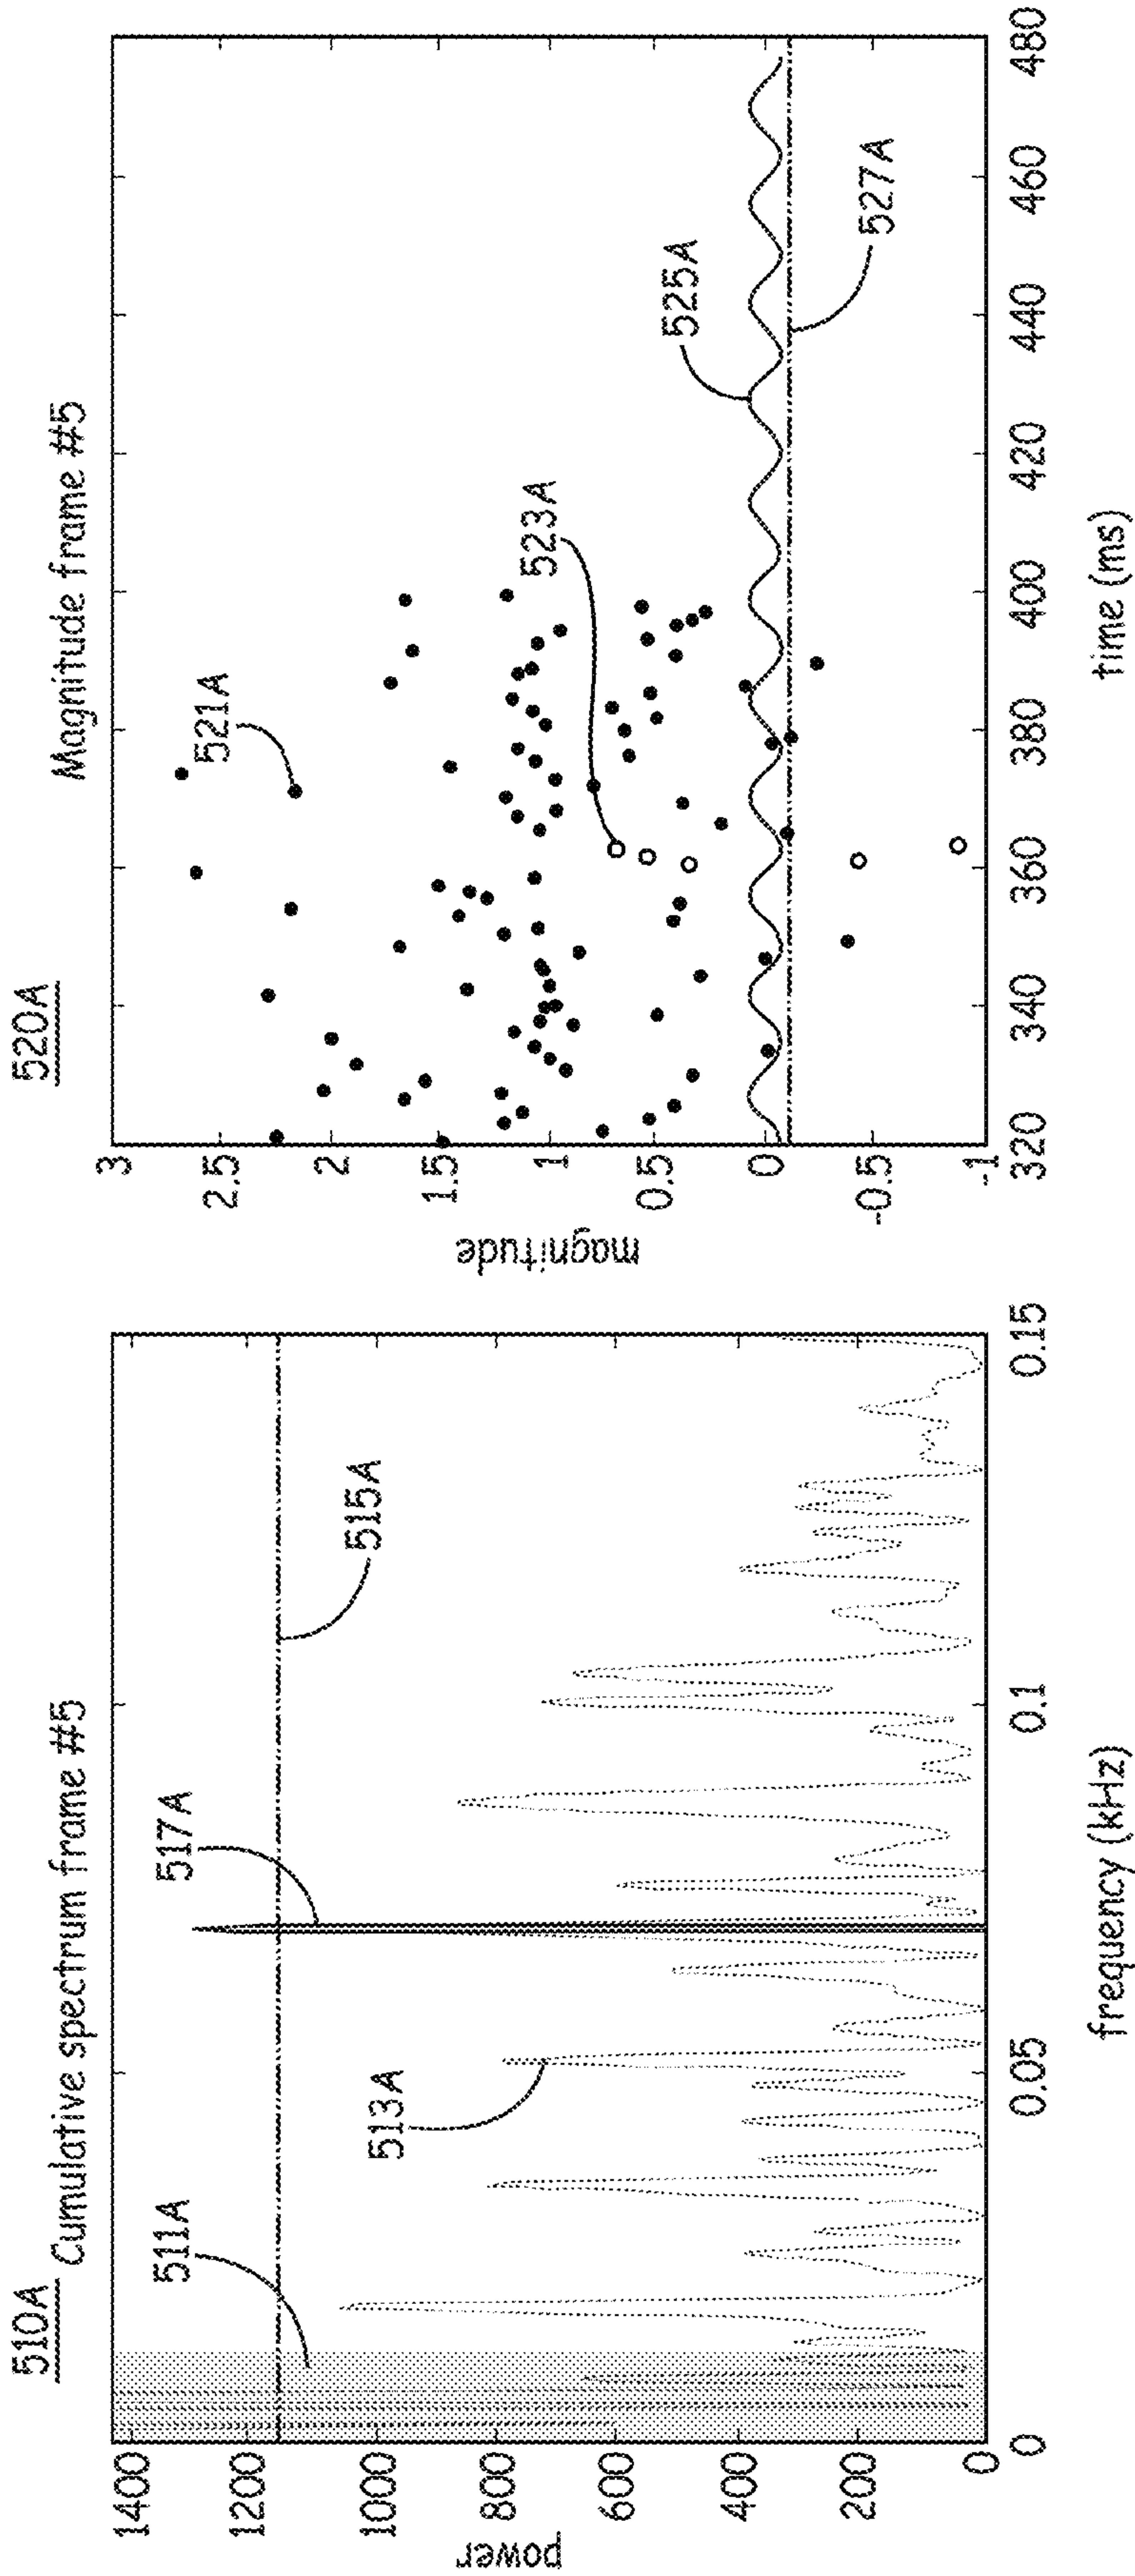 510A
Cumulative spectrum frame #5
511A
517A
515A
513A
power
1400
1200
1000
800
600
400
200
0
0
0.05
0.1
0.15
frequency (kHz)
520A
Magnitude frame #5
521A
523A
525A
527A
magnitude
3
2.5
2
1.5
1
0.5
0
-0.5
-1
320
340
360
380
400
420
440
460
480
time (ms)